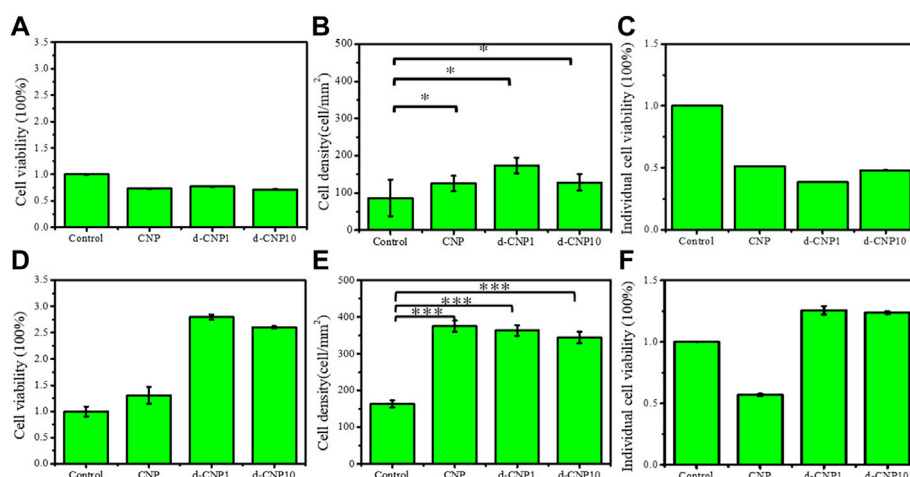 A
Cell viability (100%)
3.5
3.0
2.5
2.0
1.5
1.0
0.5
0.0
Control CNP d-CNP1 d-CNP10
B
Cell density(cell/mm²)
500
400
300
200
100
0
*
*
*
Control CNP d-CNP1 d-CNP10
C
Individual cell viability (100%)
1.5
1.0
0.5
0.0
Control CNP d-CNP1 d-CNP10
D
Cell viability (100%)
3.5
3.0
2.5
2.0
1.5
1.0
0.5
0.0
Control CNP d-CNP1 d-CNP10
E
Cell density(cell/mm²)
500
400
300
200
100
0
***
***
***
Control CNP d-CNP1 d-CNP10
F
Individual cell viability (100%)
1.5
1.0
0.5
0.0
Control CNP d-CNP1 d-CNP10